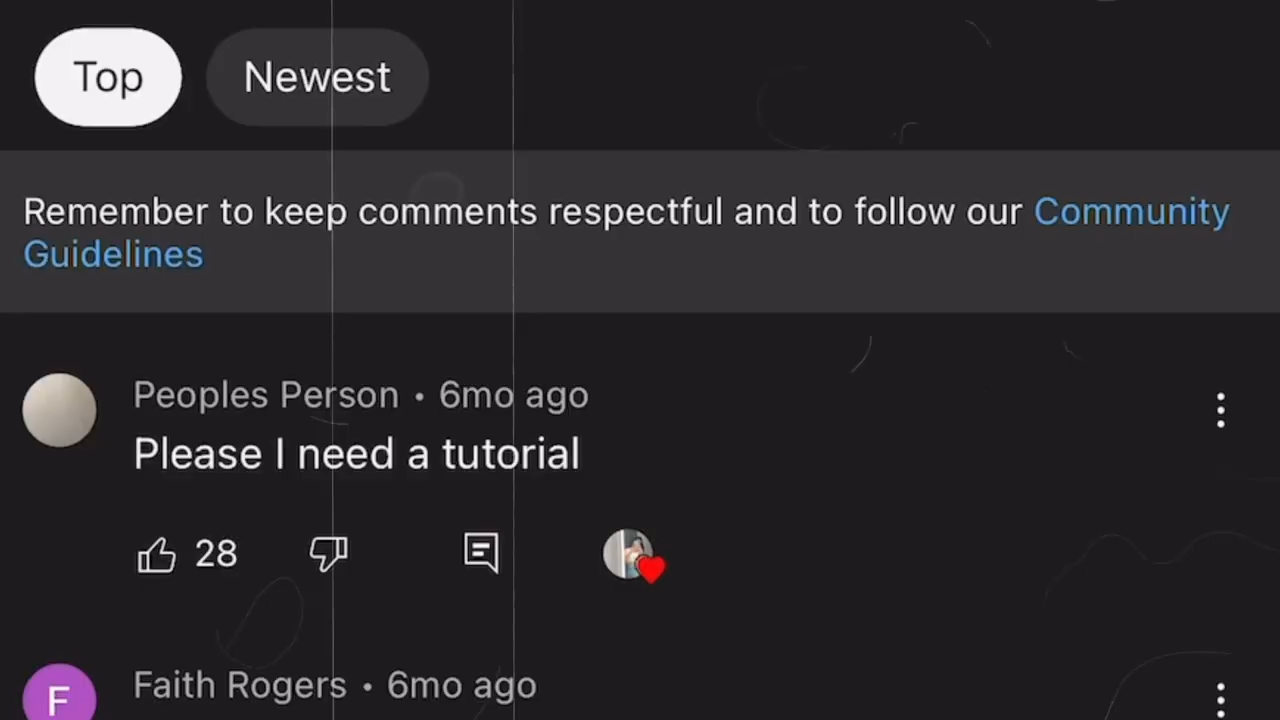 Top Newest
Remember to keep comments respectful and to follow our Community
Guidelines
Peoples Person • 6mo ago
Please I need a tutorial
28
F Faith Rogers • 6mo ago